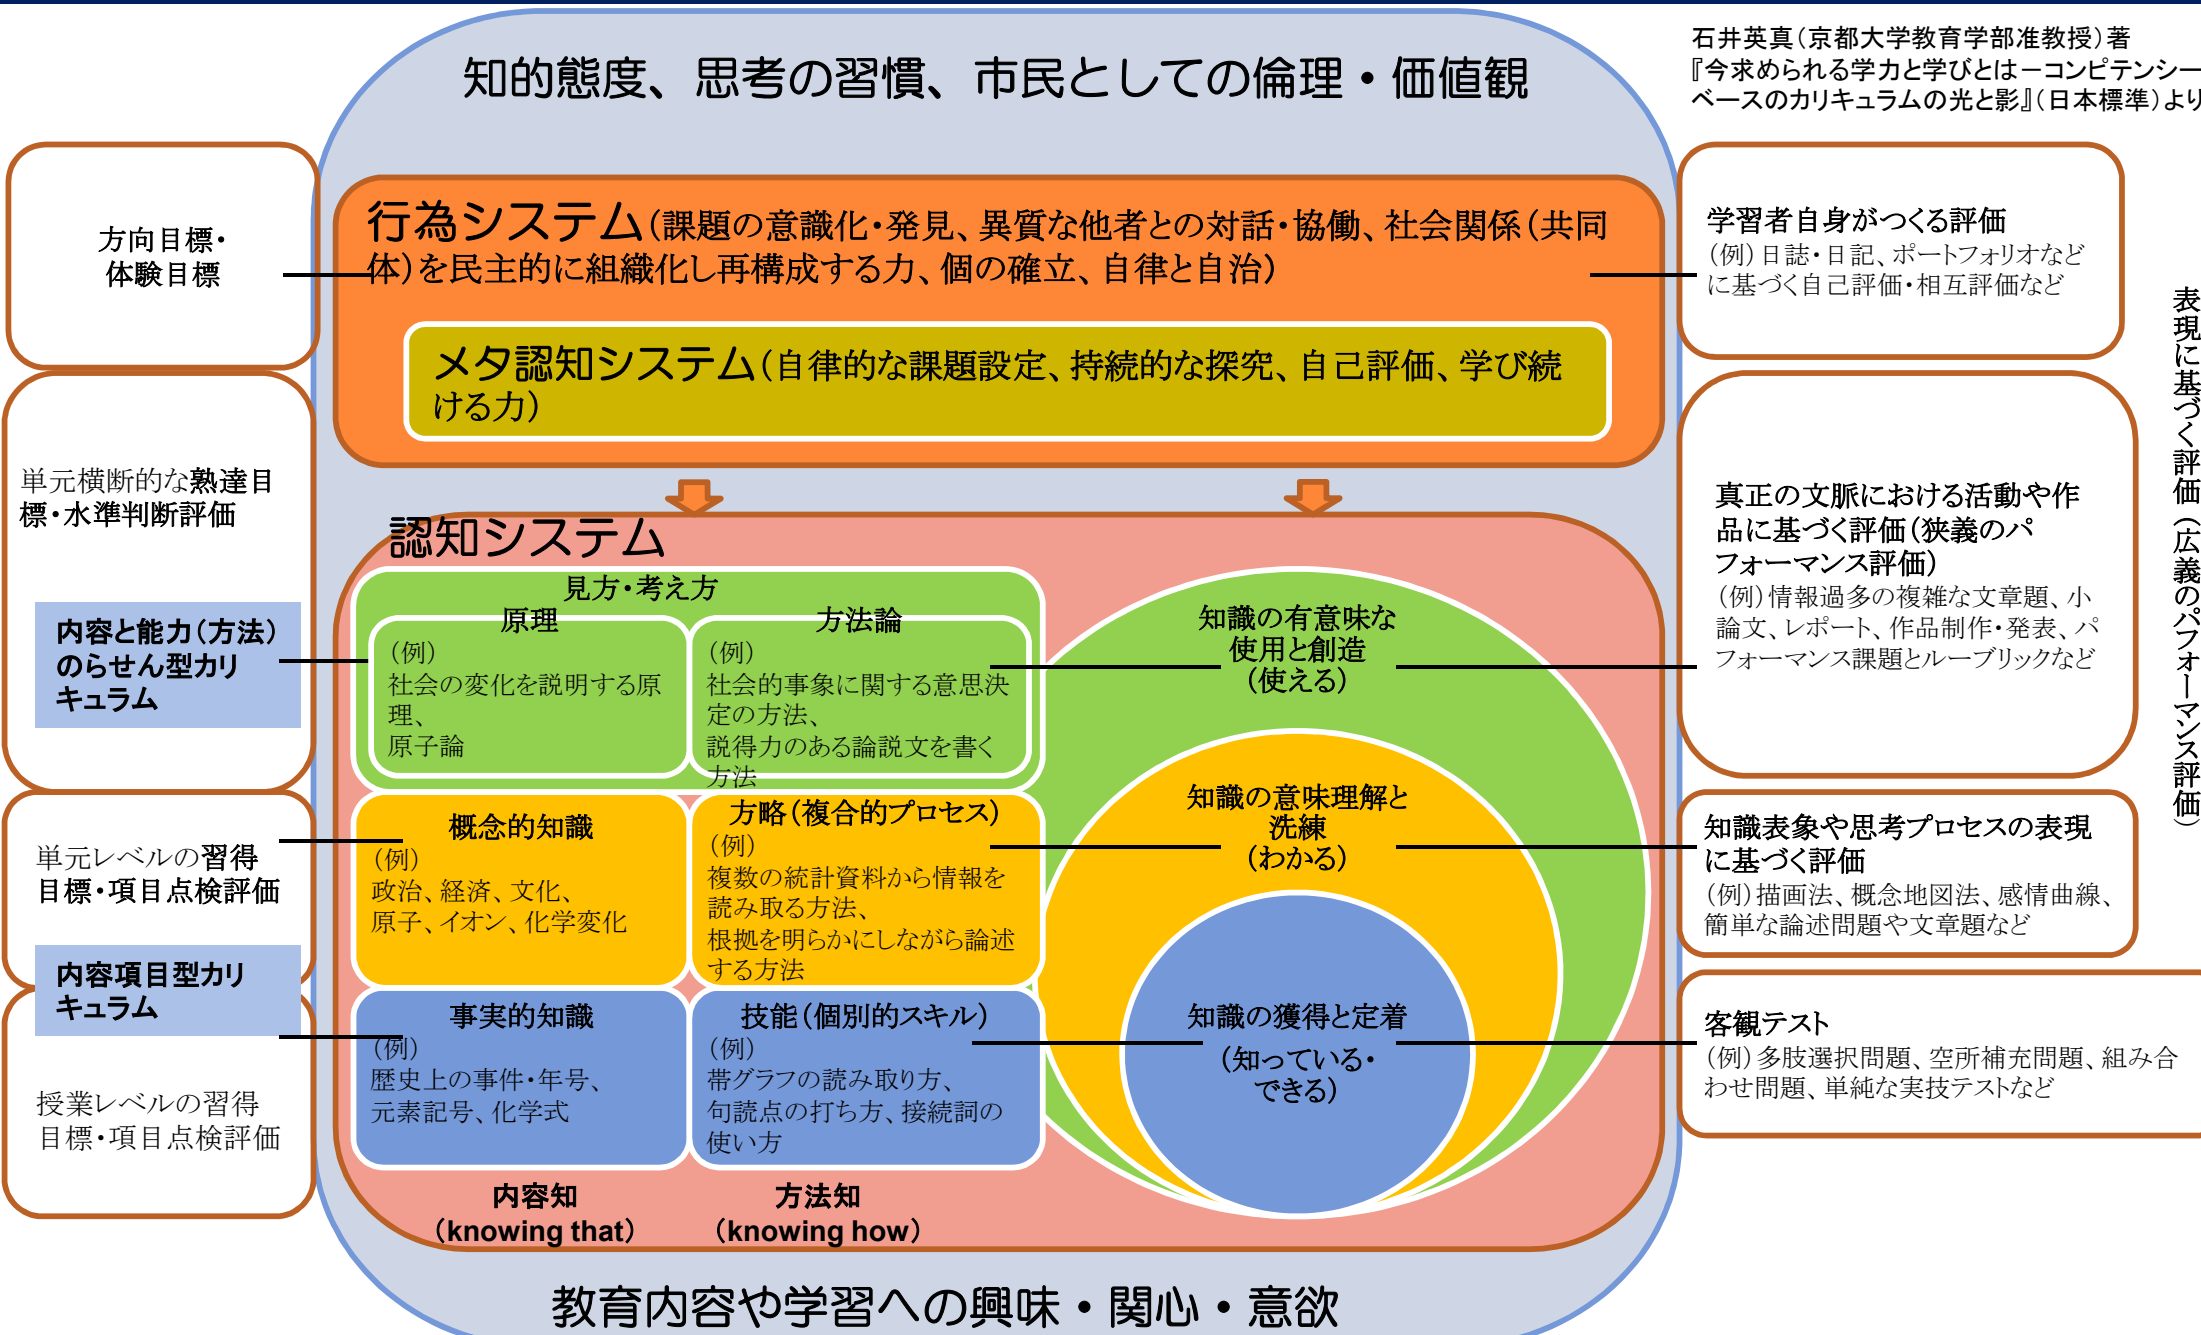 知的態度、思考の習慣、市民としての倫理・価値観
石井英真(京都大学教育学部准教授)著
『今求められる学力と学びとは－コンピテンシー
ベースのカリキュラムの光と影』(日本標準)より
方向目標・
体験目標
行為システム(課題の意識化・発見、異質な他者との対話・協働、社会関係(共同
体)を民主的に組織化し再構成する力、個の確立、自律と自治)
学習者自身がつくる評価
(例)日誌・日記、ポートフォリオなど
に基づく自己評価・相互評価など
メタ認知システム(自律的な課題設定、持続的な探究、自己評価、学び続
ける力)
表現に基づく評価(広義のパフォーマンス評価)
単元横断的な熟達目
標・水準判断評価
内容と能力(方法)
のらせん型カリ
キュラム
認知システム
見方・考え方
原理
(例)
社会の変化を説明する原
理、
原子論
方法論
(例)
社会的事象に関する意思決
定の方法、
説得力のある論説文を書く
方法
知識の有意味な
使用と創造
(使える)
真正の文脈における活動や作
品に基づく評価(狭義のパ
フォーマンス評価)
(例)情報過多の複雑な文章題、小
論文、レポート、作品制作・発表、パ
フォーマンス課題とルーブリックなど
単元レベルの習得
目標・項目点検評価
概念的知識
(例)
政治、経済、文化、
原子、イオン、化学変化
方略(複合的プロセス)
(例)
複数の統計資料から情報を
読み取る方法、
根拠を明らかにしながら論述
する方法
知識の意味理解と
洗練
(わかる)
知識表象や思考プロセスの表現
に基づく評価
(例)描画法、概念地図法、感情曲線、
簡単な論述問題や文章題など
内容項目型カリ
キュラム
授業レベルの習得
目標・項目点検評価
事実的知識
(例)
歴史上の事件・年号、
元素記号、化学式
技能(個別的スキル)
(例)
帯グラフの読み取り方、
句読点の打ち方、接続詞の
使い方
知識の獲得と定着
(知っている・
できる)
客観テスト
(例)多肢選択問題、空所補充問題、組み合
わせ問題、単純な実技テストなど
内容知
(knowing that)
方法知
(knowing how)
教育内容や学習への興味・関心・意欲